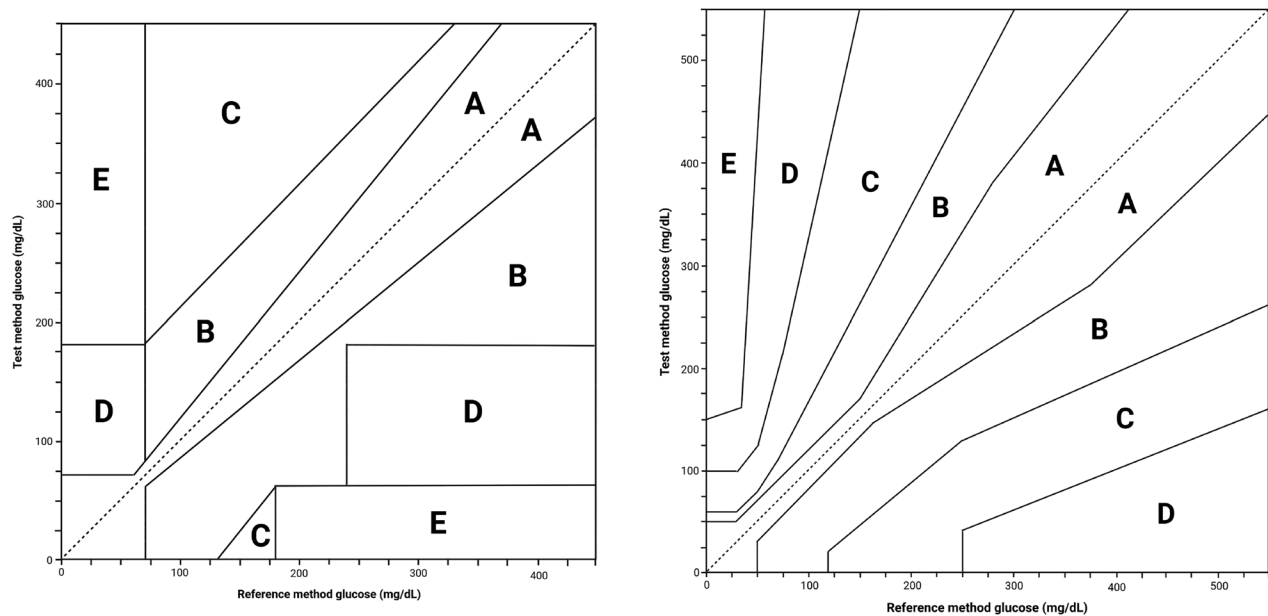 400
300
200
100
0
0
100
200
300
400
Test method glucose (mg/dL)
Reference method glucose (mg/dL)
E
C
A
A
B
B
D
D
C
E
500
400
300
200
100
0
0
100
200
300
400
500
Test method glucose (mg/dL)
Reference method glucose (mg/dL)
E
D
C
B
A
A
B
C
D